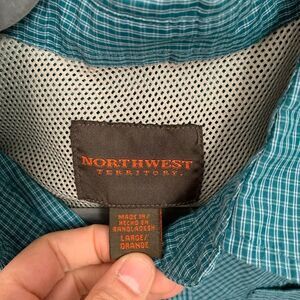 NORTHWEST
TERRITORY.
MADE IN/
HECHO EN
BANGLADESH
LARGE/
GRANDE